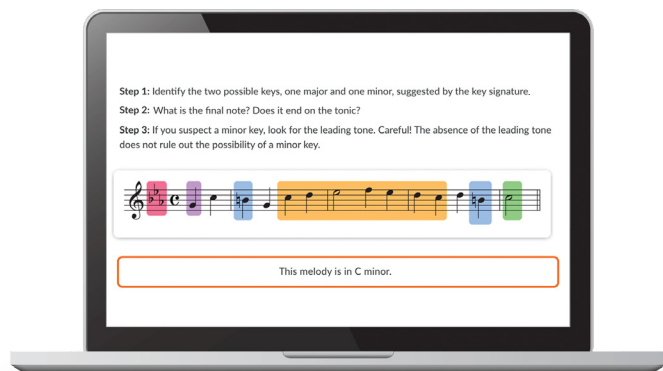 Step 1: Identify the two possible keys, one major and one minor, suggested by the key signature.
Step 2: What is the final note? Does it end on the tonic?
Step 3: If you suspect a minor key, look for the leading tone. Careful! The absence of the leading tone
does not rule out the possibility of a minor key.
This melody is in C minor.